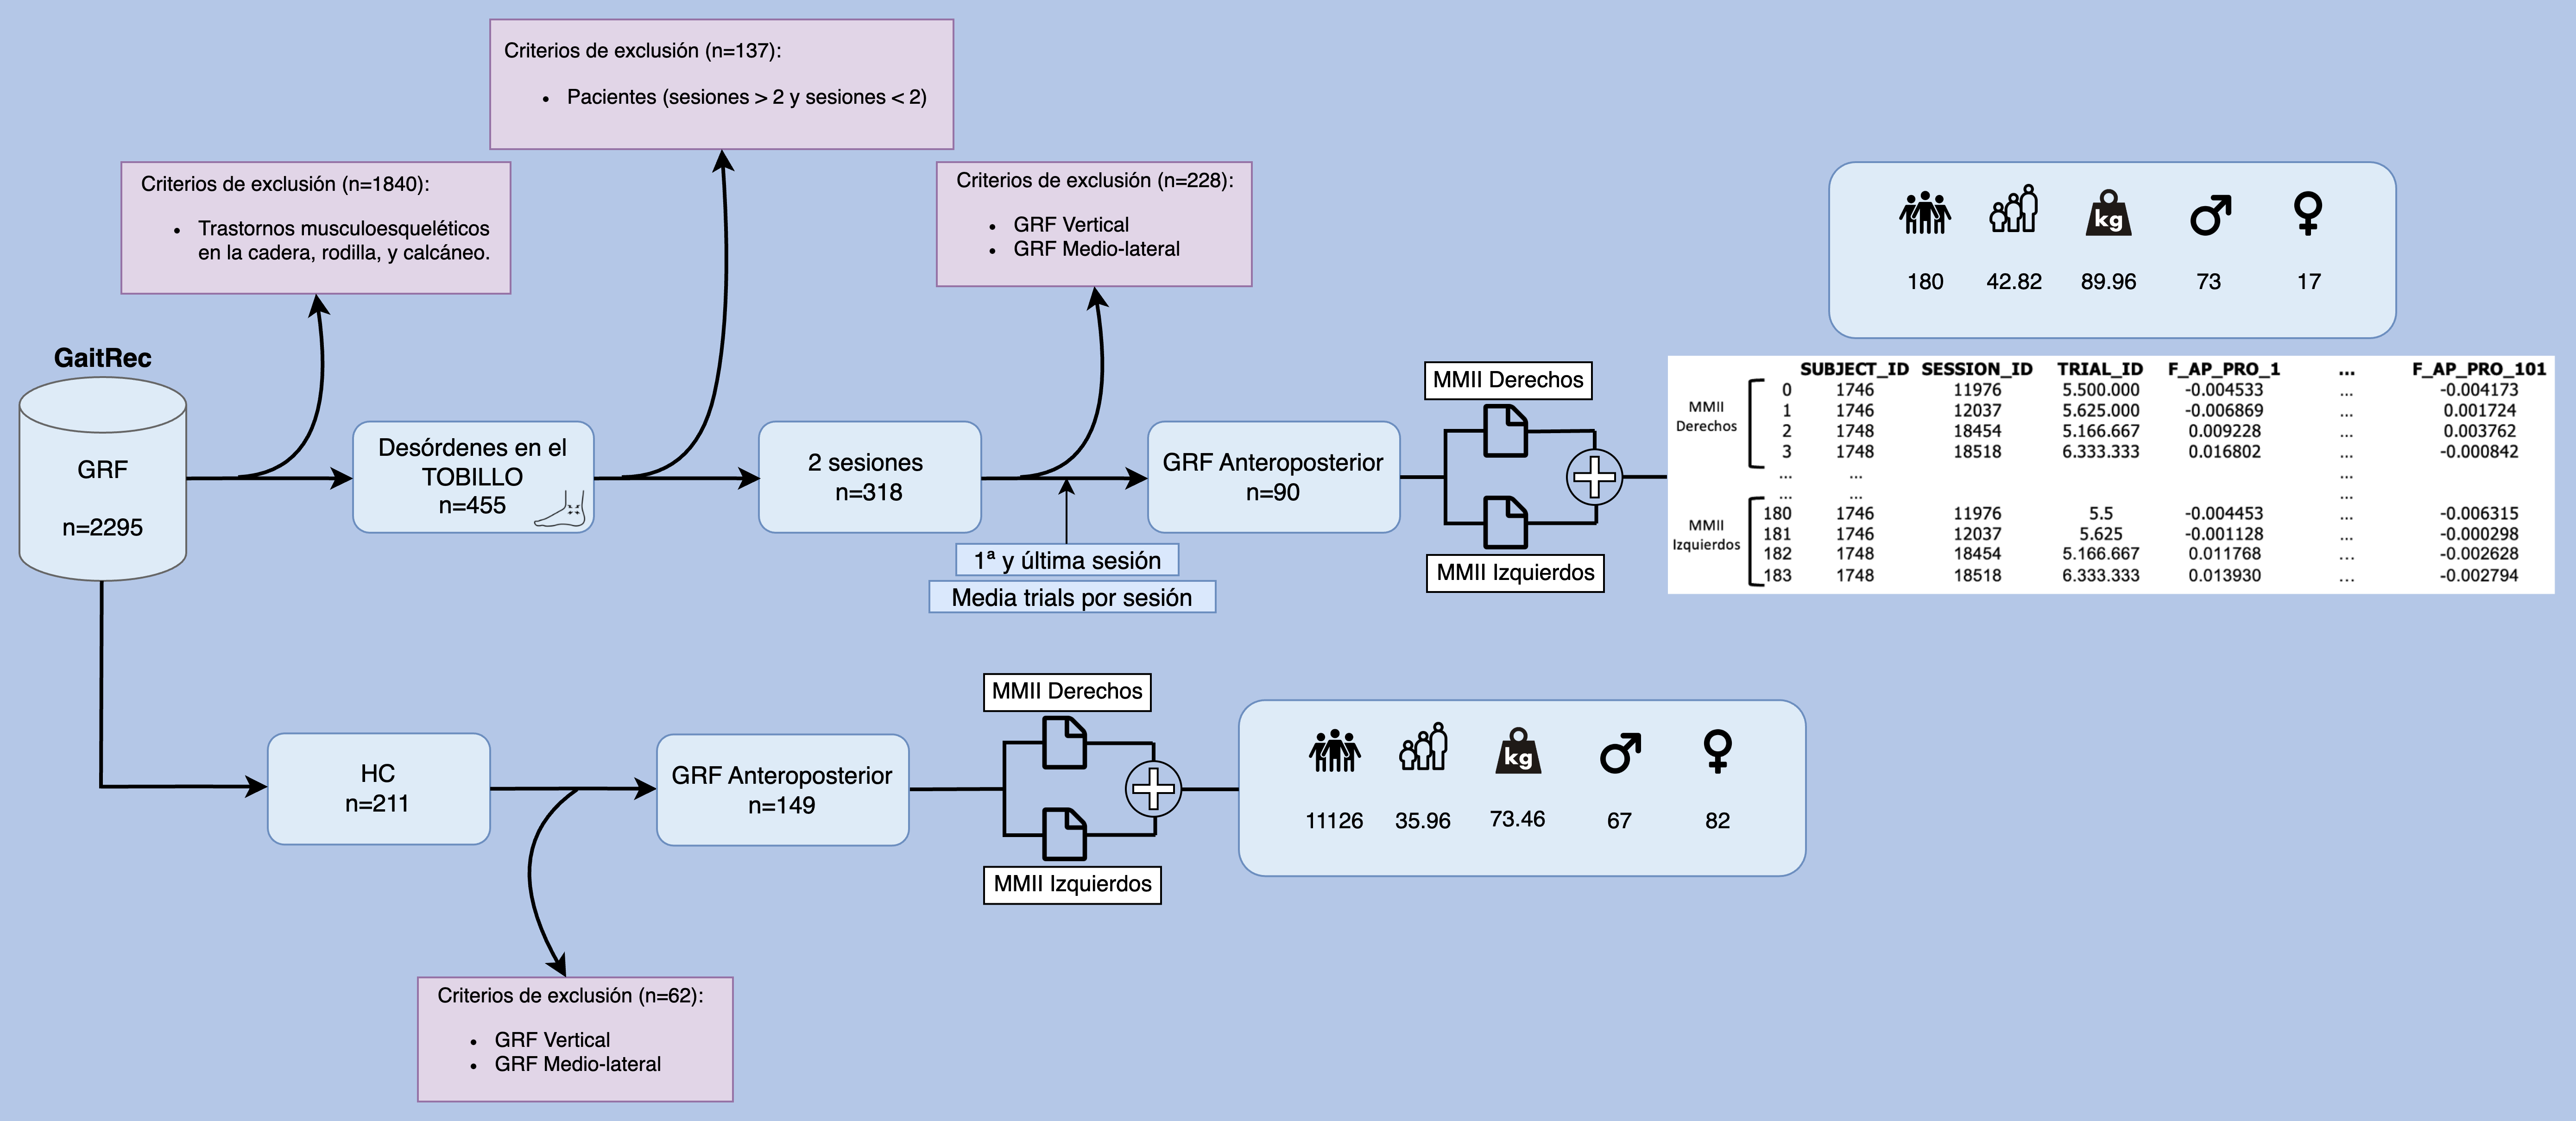 Criterios de exclusión (n=137):
• Pacientes (sesiones > 2 y sesiones < 2)
Criterios de exclusión (n=1840):
• Trastornos musculoesqueléticos
en la cadera, rodilla, y calcáneo.
Criterios de exclusión (n=228):
• GRF Vertical
• GRF Medio-lateral
kg
180 42.82 89.96 73 17
GaitRec
GRF
n=2295
Desórdenes en el
TOBILLO
n=455
2 sesiones
n=318
1ª y última sesión
Media trials por sesión
GRF Anteroposterior
n=90
MMII Derechos
MMII Izquierdos
SUBJECT_ID SESSION_ID TRIAL_ID F_AP_PRO_1 ... F_AP_PRO_101
MMII
Derechos
0 1746 11976 5.500.000 -0.004533 ... -0.004173
1 1746 12037 5.625.000 -0.006869 ... 0.001724
2 1748 18454 5.166.667 0.009228 ... 0.003762
3 1748 18518 6.333.333 0.016802 ... -0.000842
... ... ...
... ... ...
MMII
Izquierdos
180 1746 11976 5.5 -0.004453 ... -0.006315
181 1746 12037 5.625 -0.001128 ... -0.000298
182 1748 18454 5.166.667 0.011768 ... -0.002628
183 1748 18518 6.333.333 0.013930 ... -0.002794
HC
n=211
GRF Anteroposterior
n=149
MMII Derechos
MMII Izquierdos
kg
11126 35.96 73.46 67 82
Criterios de exclusión (n=62):
• GRF Vertical
• GRF Medio-lateral